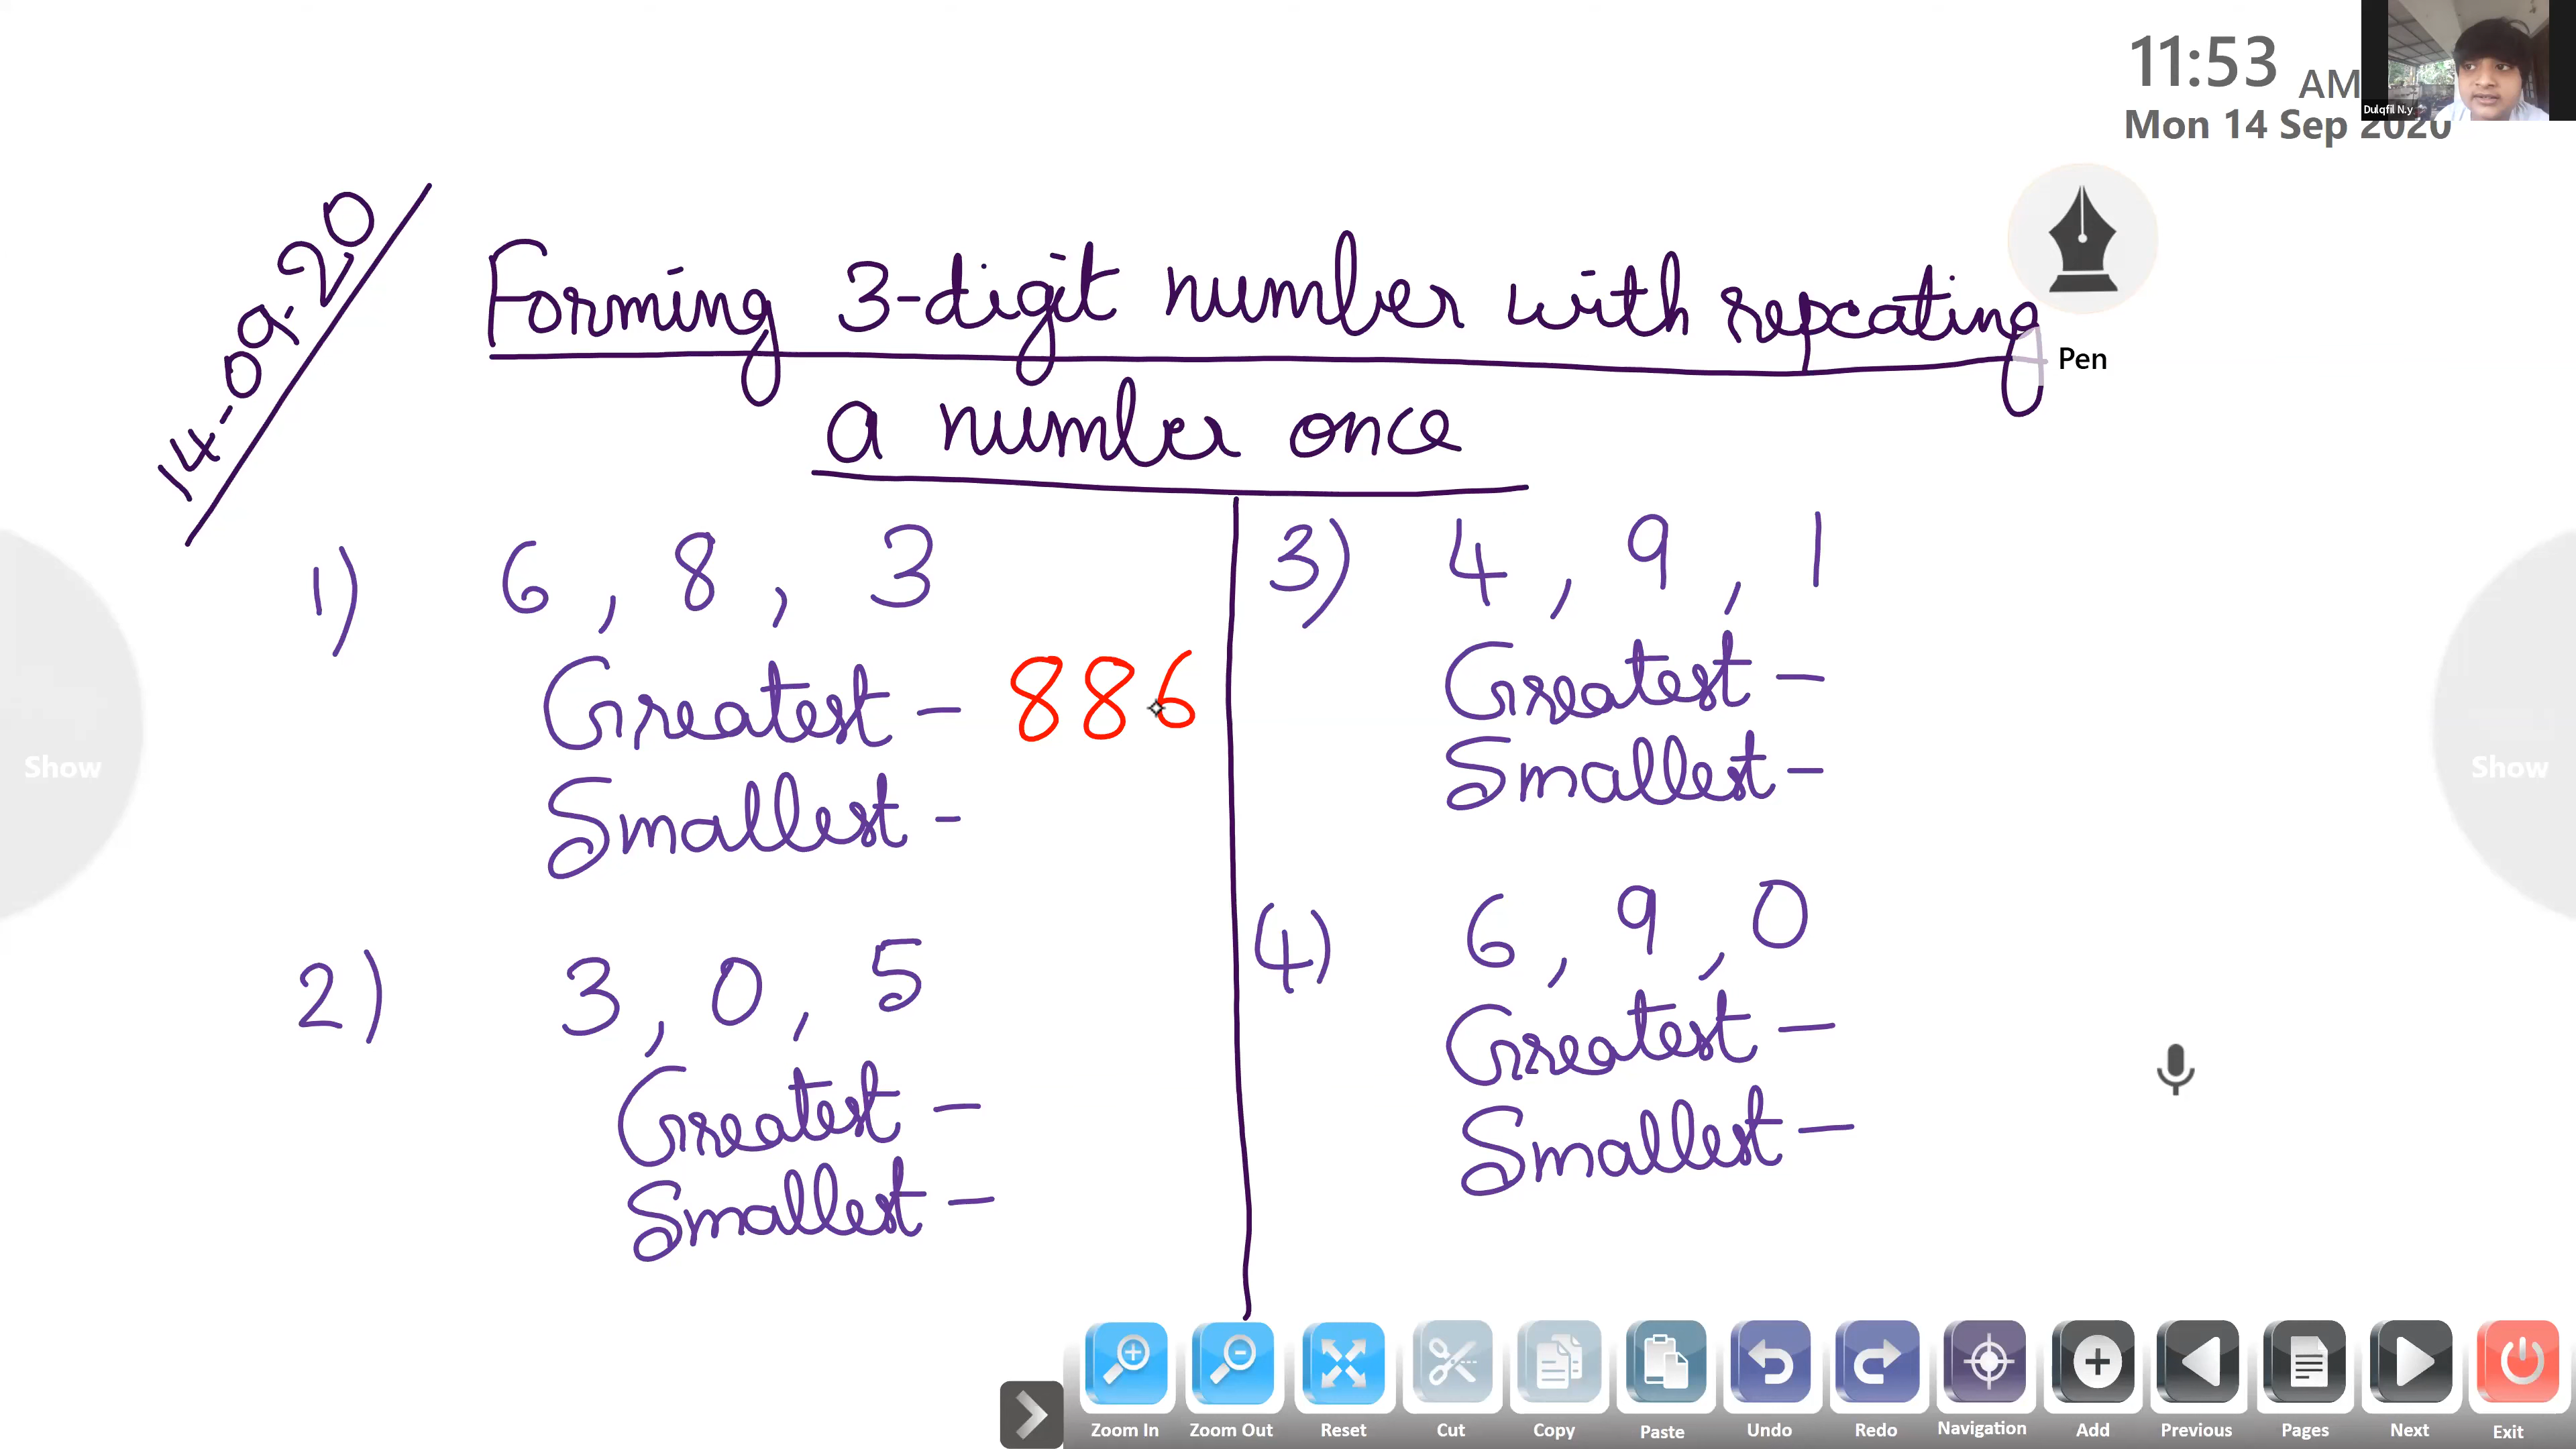 11:53 AM
Mon 14 Sep 2020
Dulqfil N.y
14-09-20
Forming 3-digit number with repeating
Pen
a number once
1) 6, 8, 3
Greatest - 886
Smallest -
2) 3, 0, 5
Greatest -
Smallest -
3) 4, 9, 1
Greatest -
Smallest -
4) 6, 9, 0
Greatest -
Smallest -
Show
Show
Zoom In Zoom Out Reset Cut Copy Paste Undo Redo Navigation Add Previous Pages Next Exit